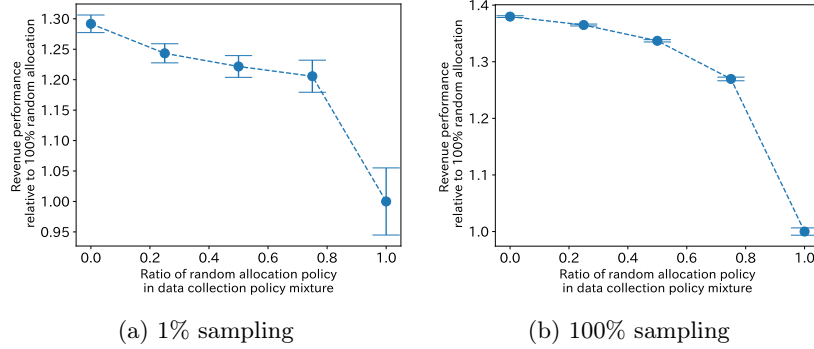 Revenue performance
relative to 100% random allocation
1.30
1.25
1.20
1.15
1.10
1.05
1.00
0.95
0.0 0.2 0.4 0.6 0.8 1.0
Ratio of random allocation policy
in data collection policy mixture
(a) 1% sampling
Revenue performance
relative to 100% random allocation
1.4
1.3
1.2
1.1
1.0
0.0 0.2 0.4 0.6 0.8 1.0
Ratio of random allocation policy
in data collection policy mixture
(b) 100% sampling